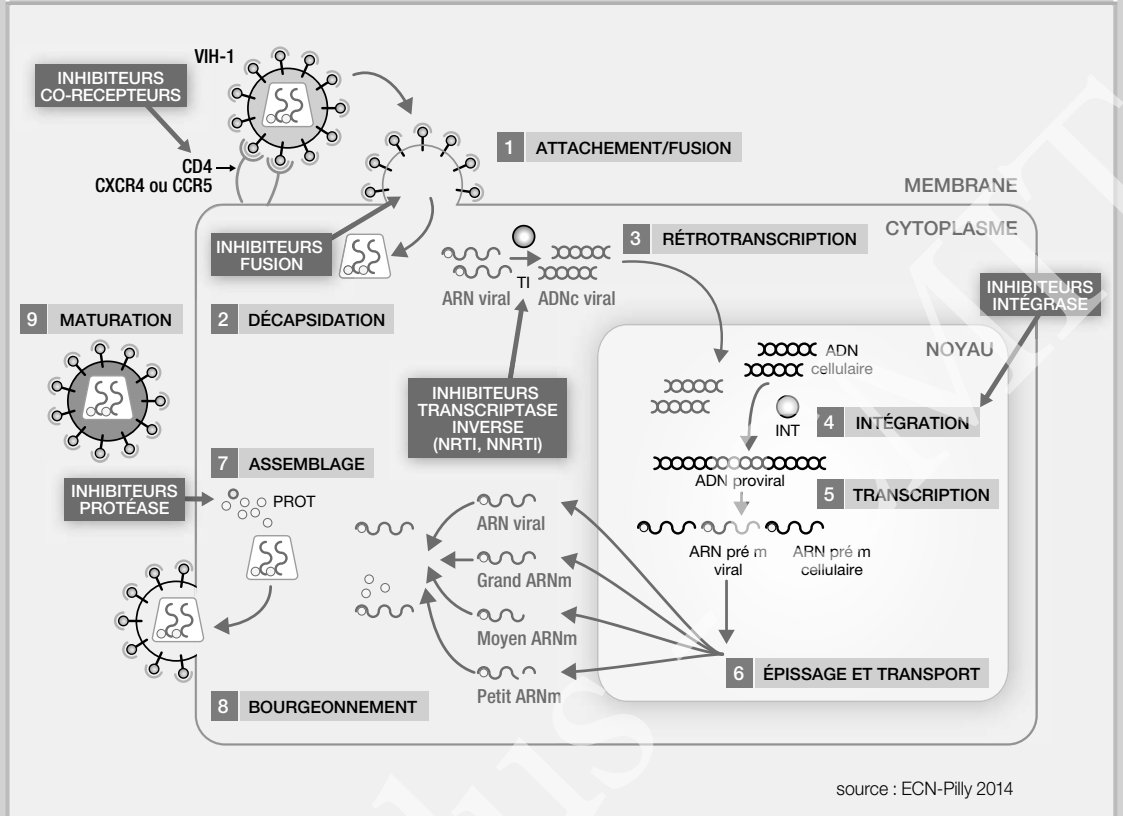 VIH-1
INHIBITEURS
CO-RECEPTEURS
CD4
CXCR4 ou CCR5
1 ATTACHEMENT/FUSION
MEMBRANE
CYTOPLASME
INHIBITEURS
FUSION
3 RÉTROTRANSCRIPTION
TI
ARN viral ADNc viral
INHIBITEURS
INTÉGRASE
9 MATURATION
2 DÉCAPSIDATION
NOYAU
ADN
cellulaire
INHIBITEURS
TRANSCRIPTASE
INVERSE
(NRTI, NNRTI)
INT
4 INTÉGRATION
7 ASSEMBLAGE
ADN proviral
INHIBITEURS
PROTÉASE
PROT
5 TRANSCRIPTION
ARN viral
ARN pré m
viral
ARN pré m
cellulaire
Grand ARNm
Moyen ARNm
6 ÉPISSAGE ET TRANSPORT
Petit ARNm
8 BOURGEONNEMENT
source : ECN-Pilly 2014